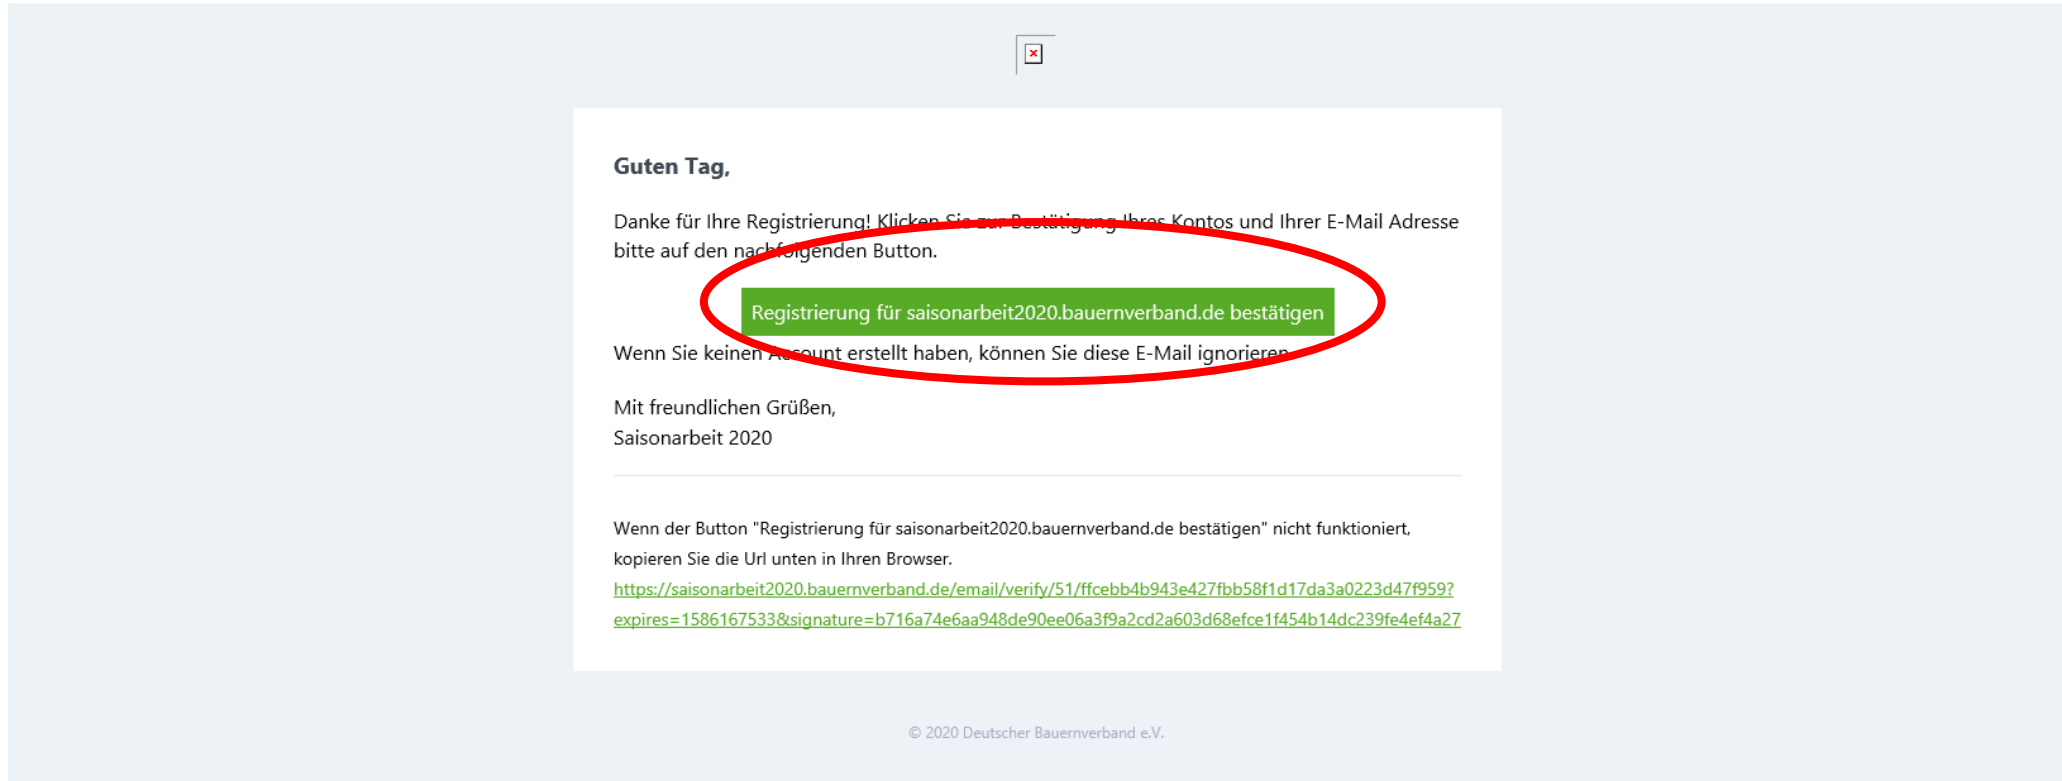 Guten Tag,
Danke für Ihre Registrierung! Klicken Sie zur Bestätigung Ihres Kontos und Ihrer E-Mail Adresse
bitte auf den nachfolgenden Button.
Registrierung für saisonarbeit2020.bauernverband.de bestätigen
Wenn Sie keinen Account erstellt haben, können Sie diese E-Mail ignorieren
Mit freundlichen Grüßen,
Saisonarbeit 2020
Wenn der Button "Registrierung für saisonarbeit2020.bauernverband.de bestätigen" nicht funktioniert,
kopieren Sie die Url unten in Ihren Browser.
https://saisonarbeit2020.bauernverband.de/email/verify/51/ffcebb4b943e427fbb58f1d17da3a0223d47f959?
expires=1586167533&signature=b716a74e6aa948de90ee06a3f9a2cd2a603d68efce1f454b14dc239fe4ef4a27
© 2020 Deutscher Bauernverband e.V.